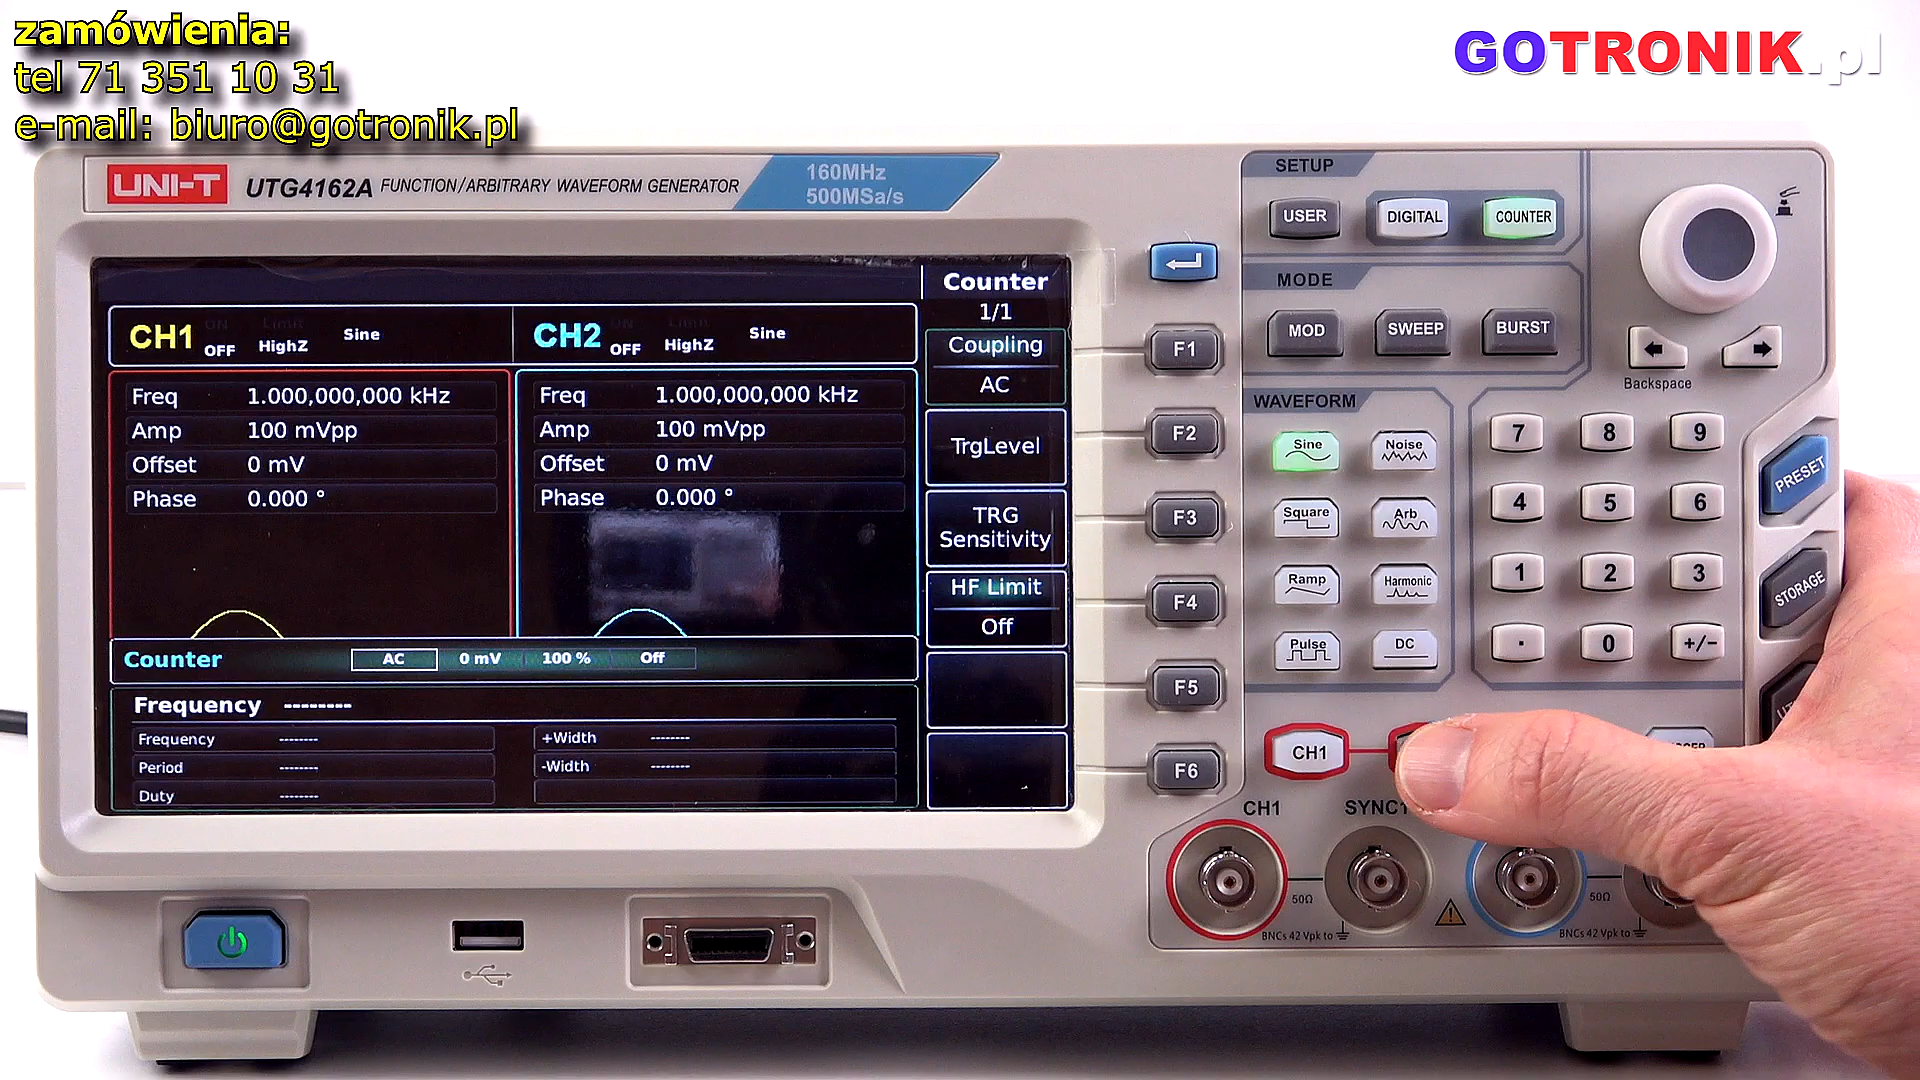 zamówienia:
tel 71 351 10 31
e-mail: biuro@gotronik.pl
GOTRONIK.pl
UNI-T UTG4162A FUNCTION/ARBITRARY WAVEFORM GENERATOR
160MHz
500MSa/s
CH1 ON OFF Limit HighZ Sine
CH2 ON OFF Limit HighZ Sine
Freq 1.000,000,000 kHz
Amp 100 mVpp
Offset 0 mV
Phase 0.000 °
Freq 1.000,000,000 kHz
Amp 100 mVpp
Offset 0 mV
Phase 0.000 °
Counter AC 0 mV 100 % Off
Frequency --------
Frequency --------
Period --------
Duty --------
+Width --------
-Width --------
Counter
1/1
Coupling
AC
TrgLevel
TRG
Sensitivity
HF Limit
Off
F1
F2
F3
F4
F5
F6
SETUP
USER DIGITAL COUNTER
MODE
MOD SWEEP BURST
WAVEFORM
Sine Noise
Square Arb
Ramp Harmonic
Pulse DC
Backspace
7 8 9
4 5 6
1 2 3
. 0 +/-
PRESET
STORAGE
CH1
CH1 SYNC1
50Ω 50Ω
BNCs 42 Vpk to BNCs 42 Vpk to